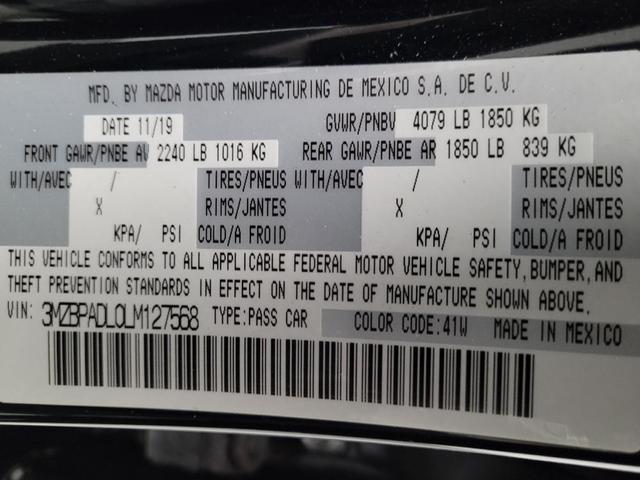 MFD. BY MAZDA MOTOR MANUFACTURING DE MEXICO S.A. DE C.V.
DATE 11/19 GVWR/PNBV 4079 LB 1850 KG
FRONT GAWR/PNBE AV 2240 LB 1016 KG REAR GAWR/PNBE AR 1850 LB 839 KG
WITH/AVEC / TIRES/PNEUS WITH/AVEC / TIRES/PNEUS
X RIMS/JANTES X RIMS/JANTES
KPA/ PSI COLD/A FROID KPA/ PSI COLD/A FROID
THIS VEHICLE CONFORMS TO ALL APPLICABLE FEDERAL MOTOR VEHICLE SAFETY, BUMPER, AND
THEFT PREVENTION STANDARDS IN EFFECT ON THE DATE OF MANUFACTURE SHOWN ABOVE.
VIN: 3MZBPADL0LM127568 TYPE:PASS CAR COLOR CODE:41W MADE IN MEXICO